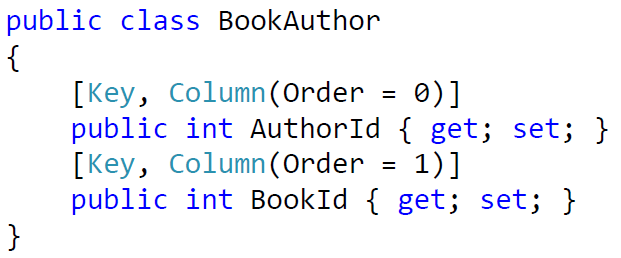 public class BookAuthor
{
    [Key, Column(Order = 0)]
    public int AuthorId { get; set; }
    [Key, Column(Order = 1)]
    public int BookId { get; set; }
}